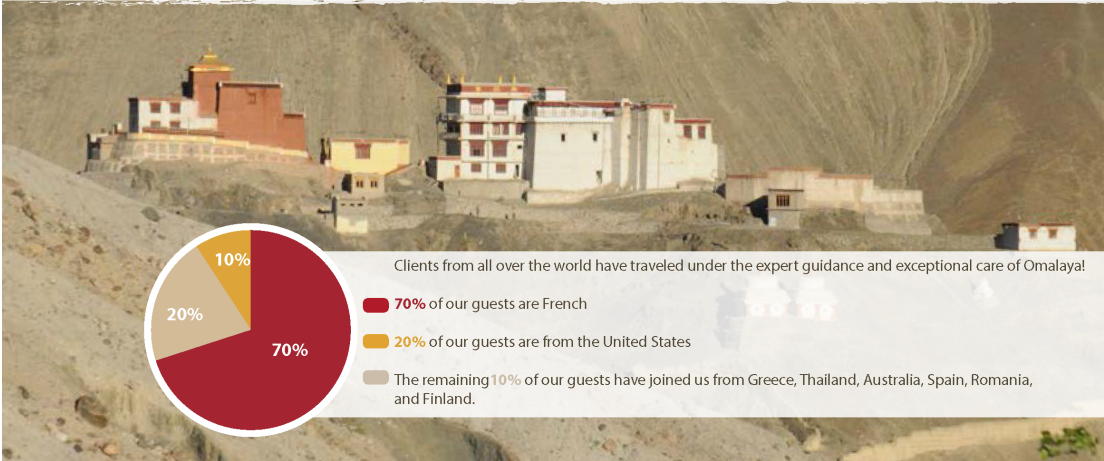 Clients from all over the world have traveled under the expert guidance and exceptional care of Omalaya!
10%
70% of our guests are French
20%
20% of our guests are from the United States
70%
The remaining10% of our guests have joined us from Greece, Thailand, Australia, Spain, Romania,
and Finland.